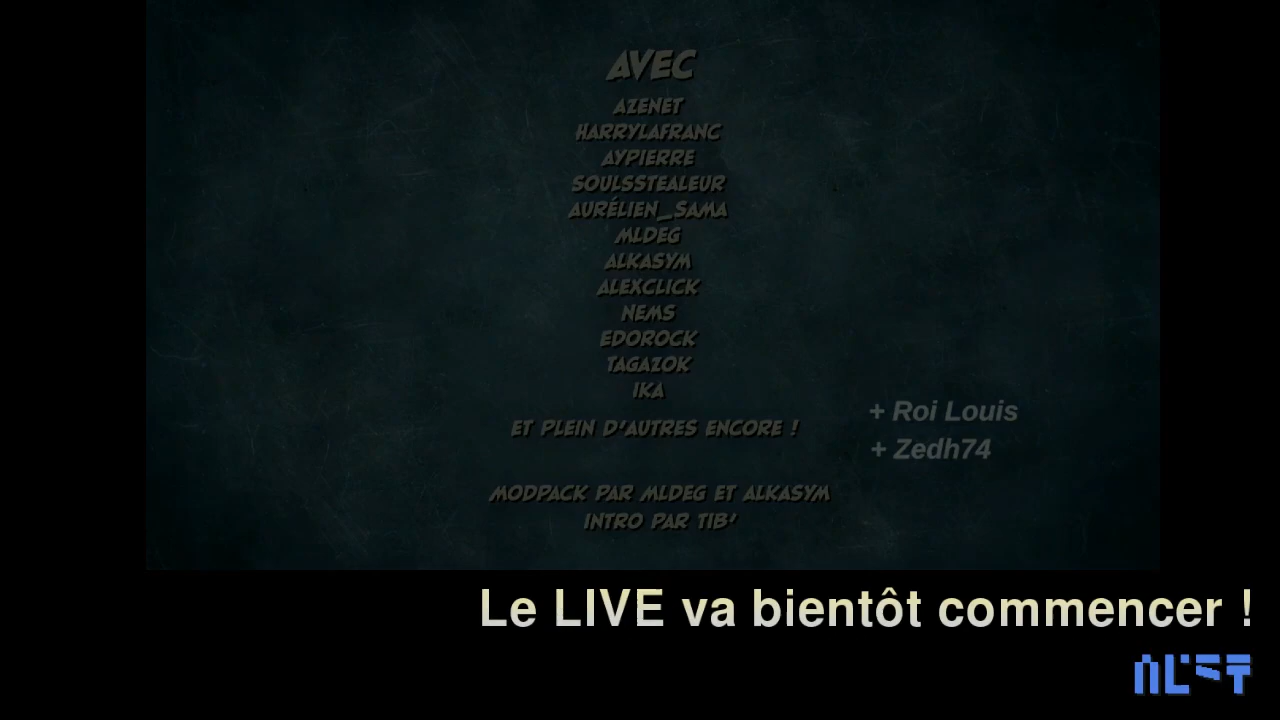 AVEC
AZENET
HARRYLAFRANC
AYPIERRE
SOULSSTEALEUR
AURÉLIEN_SAMA
MLDEG
ALKASYM
ALEXCLICK
NEMS
EDOROCK
TAGAZOK
IKA
ET PLEIN D'AUTRES ENCORE !
+ Roi Louis
+ Zedh74
MODPACK PAR MLDEG ET ALKASYM
INTRO PAR TIB'
Le LIVE va bientôt commencer !